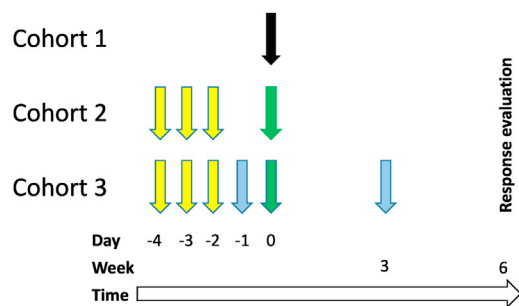 Cohort 1
Cohort 2
Cohort 3
Response evaluation
Day -4 -3 -2 -1 0
Week 3 6
Time